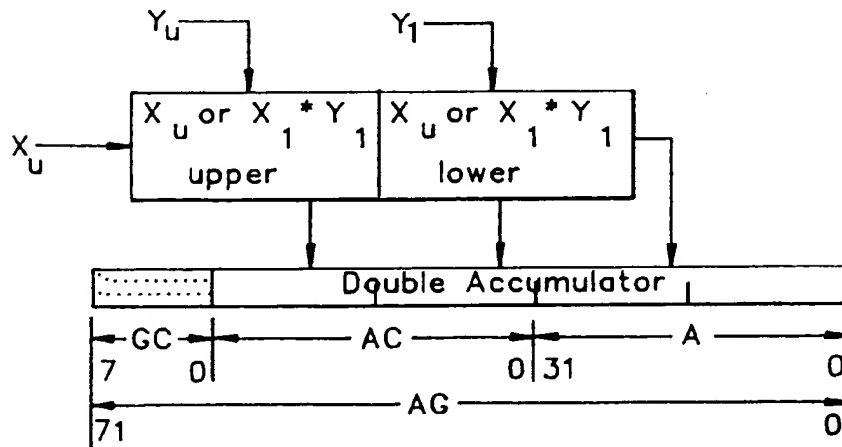 Yu Y1
Xu or X1 * Y1 Xu or X1 * Y1
Xu
upper lower
Double Accumulator
GC AC A
7 0 0 31 0
AG
71 0